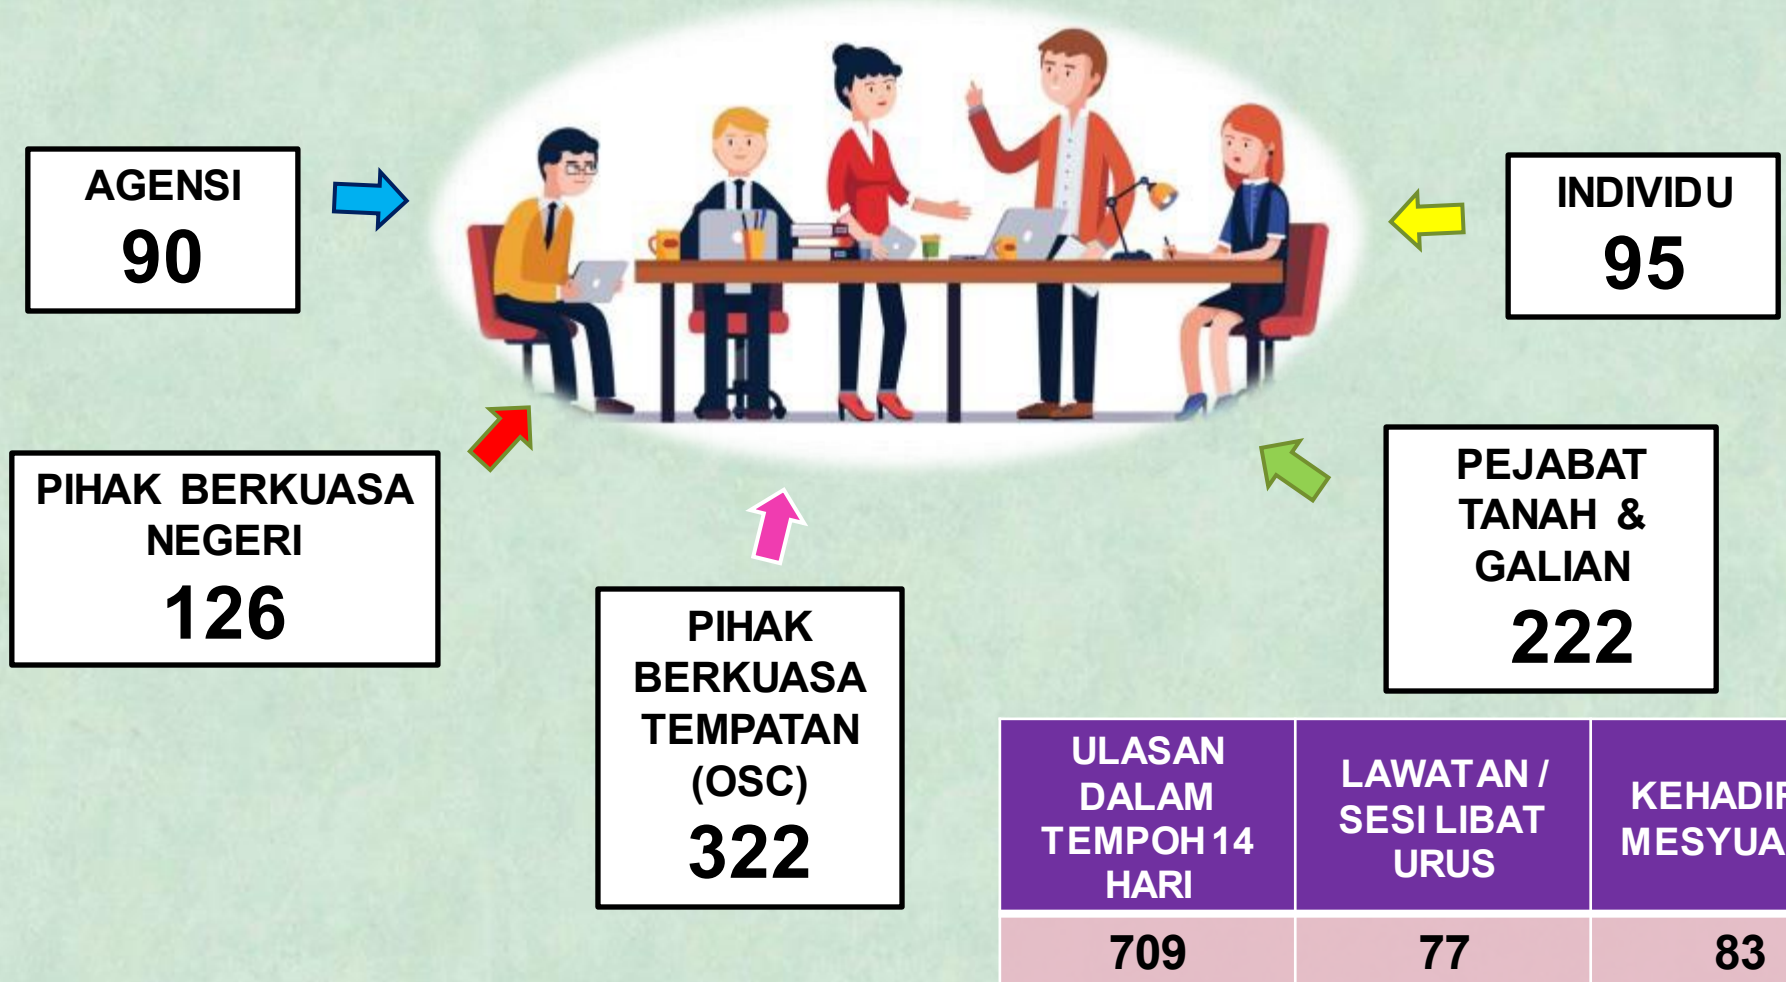 AGENSI
90
INDIVIDU
95
PIHAK BERKUASA
NEGERI
126
PIHAK
BERKUASA
TEMPATAN
(OSC)
322
PEJABAT
TANAH &
GALIAN
222
ULASAN
DALAM
TEMPOH 14
HARI
LAWATAN /
SESI LIBAT
URUS
709
77
83